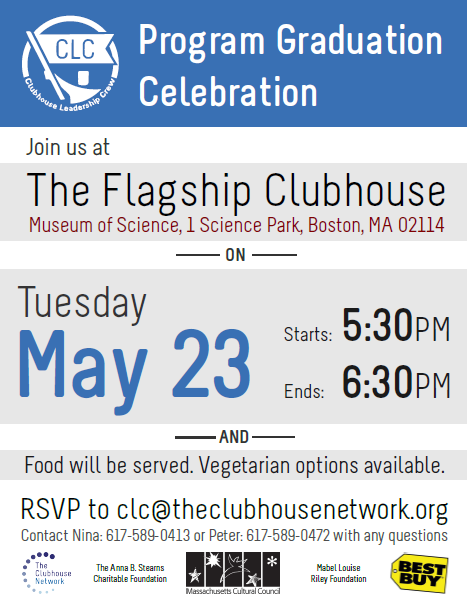 CLC
Clubhouse Leadership Crew
Program Graduation
Celebration
Join us at
The Flagship Clubhouse
Museum of Science, 1 Science Park, Boston, MA 02114
ON
Tuesday
May 23
Starts: 5:30PM
Ends: 6:30PM
AND
Food will be served. Vegetarian options available.
RSVP to clc@theclubhousenetwork.org
Contact Nina: 617-589-0413 or Peter: 617-589-0472 with any questions
The
Clubhouse
Network
The Anna B. Stearns
Charitable Foundation
Massachusetts Cultural Council
Mabel Louise
Riley Foundation
BEST
BUY